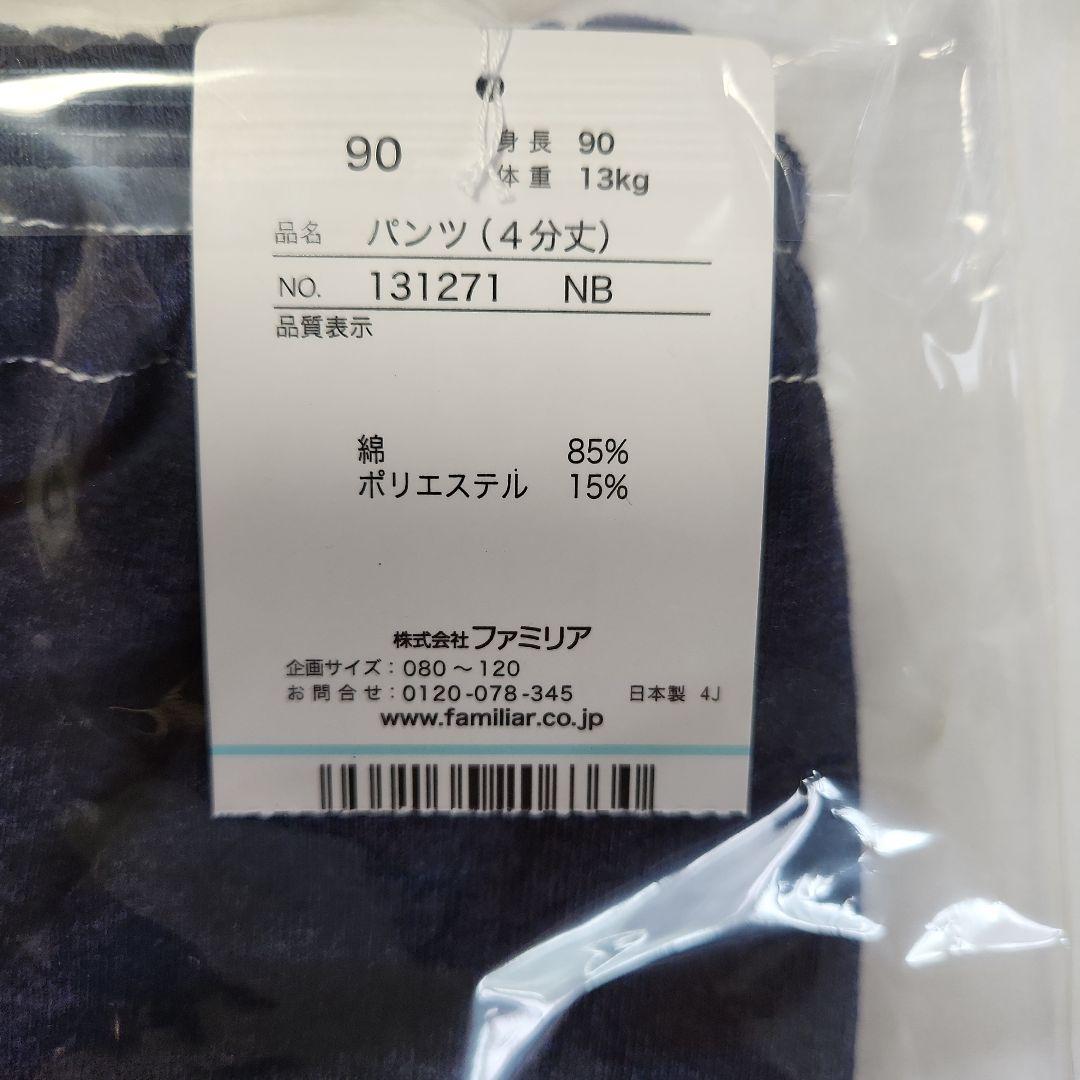 90
身長 90
体重 13kg
品名 パンツ（4分丈）
NO. 131271 NB
品質表示
綿 85%
ポリエステル 15%
株式会社ファミリア
企画サイズ：080～120
お問合せ：0120-078-345 日本製 4J
www.familiar.co.jp